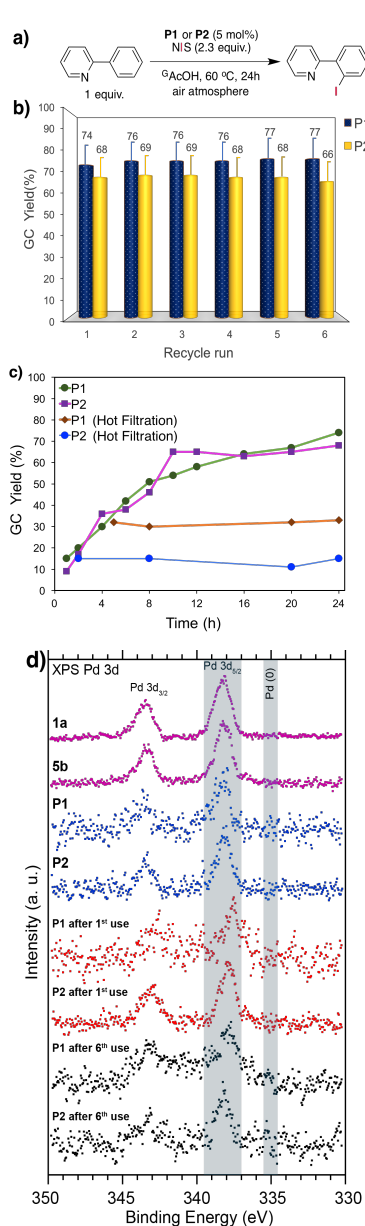 a)
P1 or P2 (5 mol%)
NIS (2.3 equiv.)
GAcOH, 60 ºC, 24h
air atmosphere
N
1 equiv.
N
I
b)
GC Yield(%)
100
90
80
70
60
50
40
30
20
10
0
74 68 76 69 76 69 76 68 77 68 77 66
P1
P2
1 2 3 4 5 6
Recycle run
c)
GC Yield (%)
100
90
80
70
60
50
40
30
20
10
0
P1
P2
P1 (Hot Filtration)
P2 (Hot Filtration)
0 4 8 12 16 20 24
Time (h)
d)
XPS Pd 3d
Pd 3d3/2
Pd 3d5/2
Pd (0)
1a
5b
P1
P2
P1 after 1st use
P2 after 1st use
P1 after 6th use
P2 after 6th use
Intensity (a. u.)
350 345 340 335 330
Binding Energy (eV)